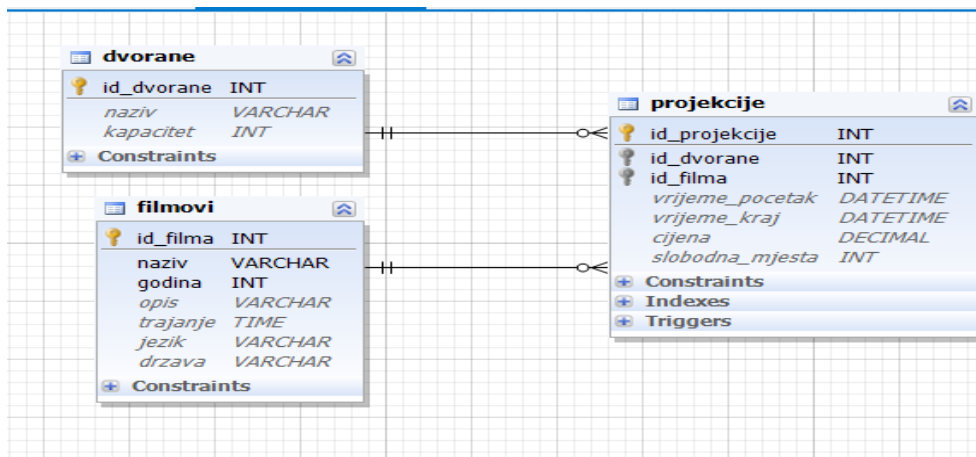 dvorane
id_dvorane INT
naziv VARCHAR
kapacitet INT
Constraints
filmovi
id_filma INT
naziv VARCHAR
godina INT
opis VARCHAR
trajanje TIME
jezik VARCHAR
drzava VARCHAR
Constraints
projekcije
id_projekcije INT
id_dvorane INT
id_filma INT
vrijeme_pocetak DATETIME
vrijeme_kraj DATETIME
cijena DECIMAL
slobodna_mjesta INT
Constraints
Indexes
Triggers